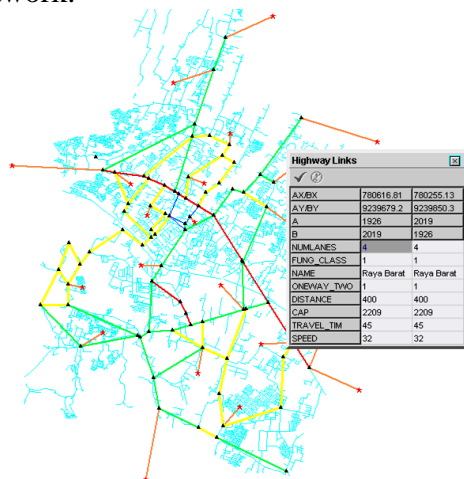 twork.
Highway Links
AX/BX 780616.81 780255.13
AY/BY 9239679.2 9239850.3
A 1926 2019
B 2019 1926
NUMLANES 4 4
FUNG_CLASS 1 1
NAME Raya Barat Raya Barat
ONEWAY_TWO 1 1
DISTANCE 400 400
CAP 2209 2209
TRAVEL_TIM 45 45
SPEED 32 32